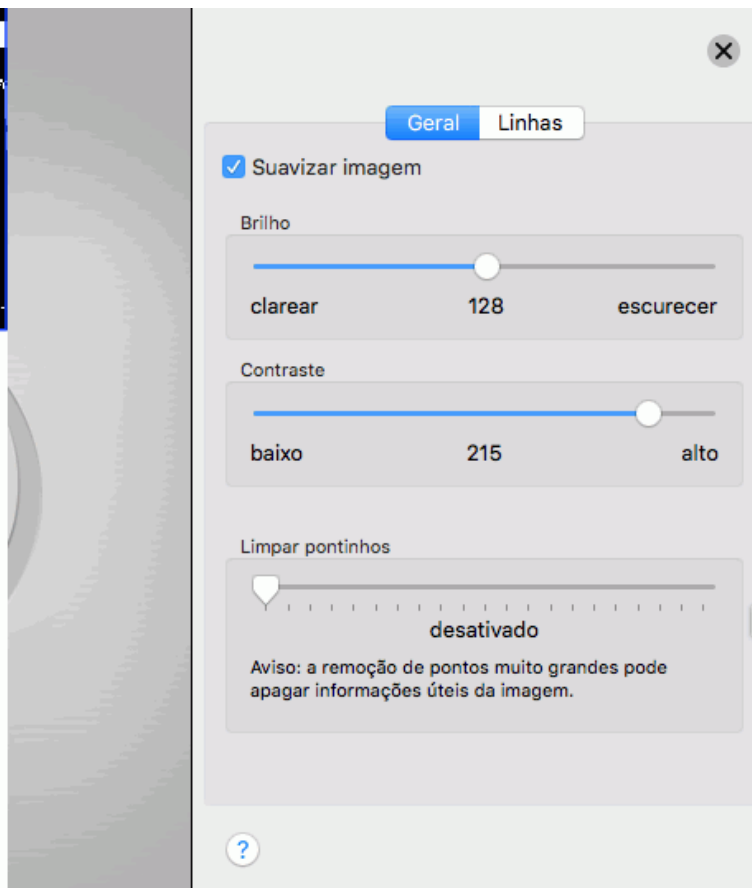 Geral Linhas
Suavizar imagem
Brilho
clarear 128 escurecer
Contraste
baixo 215 alto
Limpar pontinhos
desativado
Aviso: a remoção de pontos muito grandes pode
apagar informações úteis da imagem.
?